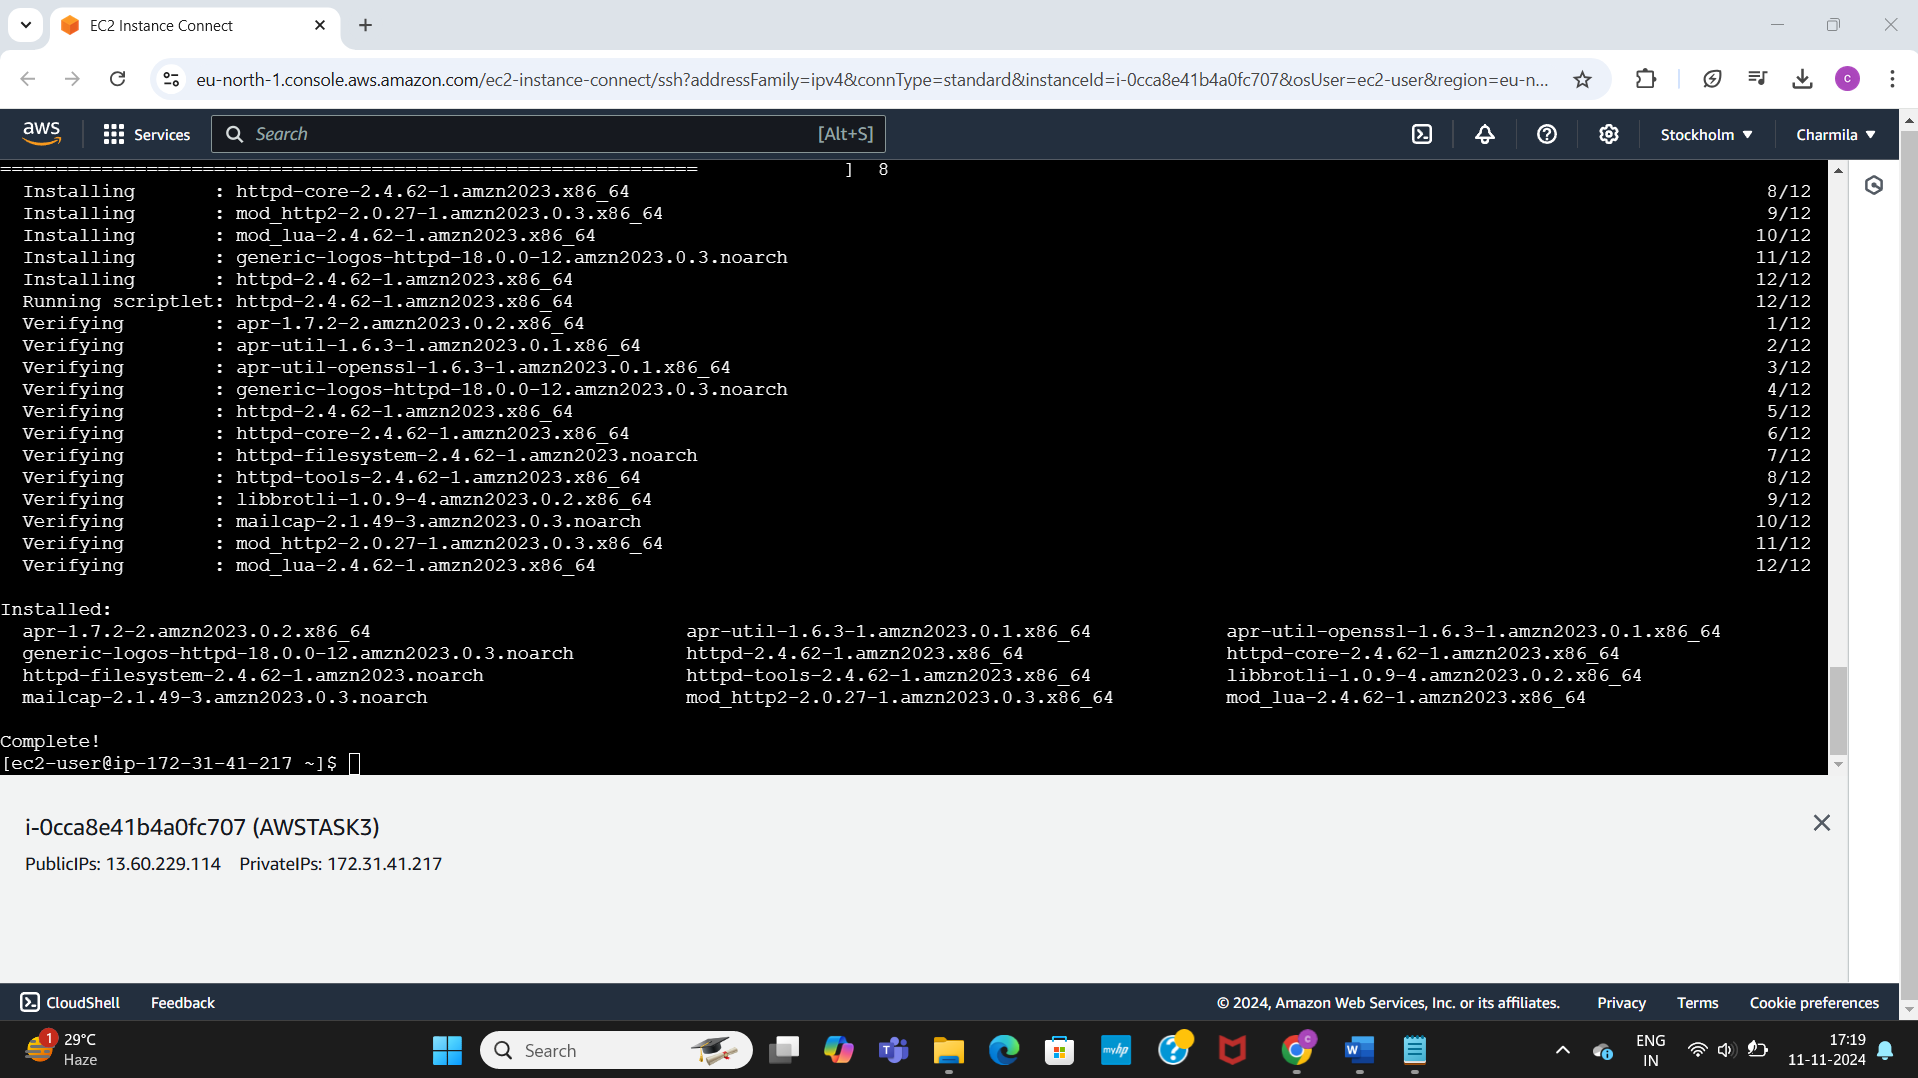 EC2 Instance Connect
eu-north-1.console.aws.amazon.com/ec2-instance-connect/ssh?addressFamily=ipv4&connType=standard&instanceId=i-0cca8e41b4a0fc707&osUser=ec2-user&region=eu-n...
C
aws Services Search [Alt+S] Stockholm Charmila
============================================================== ] 8
Installing : httpd-core-2.4.62-1.amzn2023.x86_64 8/12
Installing : mod_http2-2.0.27-1.amzn2023.0.3.x86_64 9/12
Installing : mod_lua-2.4.62-1.amzn2023.x86_64 10/12
Installing : generic-logos-httpd-18.0.0-12.amzn2023.0.3.noarch 11/12
Installing : httpd-2.4.62-1.amzn2023.x86_64 12/12
Running scriptlet: httpd-2.4.62-1.amzn2023.x86_64 12/12
Verifying : apr-1.7.2-2.amzn2023.0.2.x86_64 1/12
Verifying : apr-util-1.6.3-1.amzn2023.0.1.x86_64 2/12
Verifying : apr-util-openssl-1.6.3-1.amzn2023.0.1.x86_64 3/12
Verifying : generic-logos-httpd-18.0.0-12.amzn2023.0.3.noarch 4/12
Verifying : httpd-2.4.62-1.amzn2023.x86_64 5/12
Verifying : httpd-core-2.4.62-1.amzn2023.x86_64 6/12
Verifying : httpd-filesystem-2.4.62-1.amzn2023.noarch 7/12
Verifying : httpd-tools-2.4.62-1.amzn2023.x86_64 8/12
Verifying : libbrotli-1.0.9-4.amzn2023.0.2.x86_64 9/12
Verifying : mailcap-2.1.49-3.amzn2023.0.3.noarch 10/12
Verifying : mod_http2-2.0.27-1.amzn2023.0.3.x86_64 11/12
Verifying : mod_lua-2.4.62-1.amzn2023.x86_64 12/12
Installed:
apr-1.7.2-2.amzn2023.0.2.x86_64 apr-util-1.6.3-1.amzn2023.0.1.x86_64 apr-util-openssl-1.6.3-1.amzn2023.0.1.x86_64
generic-logos-httpd-18.0.0-12.amzn2023.0.3.noarch httpd-2.4.62-1.amzn2023.x86_64 httpd-core-2.4.62-1.amzn2023.x86_64
httpd-filesystem-2.4.62-1.amzn2023.noarch httpd-tools-2.4.62-1.amzn2023.x86_64 libbrotli-1.0.9-4.amzn2023.0.2.x86_64
mailcap-2.1.49-3.amzn2023.0.3.noarch mod_http2-2.0.27-1.amzn2023.0.3.x86_64 mod_lua-2.4.62-1.amzn2023.x86_64
Complete!
[ec2-user@ip-172-31-41-217 ~]$
i-0cca8e41b4a0fc707 (AWSTASK3)
PublicIPs: 13.60.229.114 PrivateIPs: 172.31.41.217
CloudShell Feedback © 2024, Amazon Web Services, Inc. or its affiliates. Privacy Terms Cookie preferences
1 29°C Search myhp C ENG 17:19
Haze IN 11-11-2024